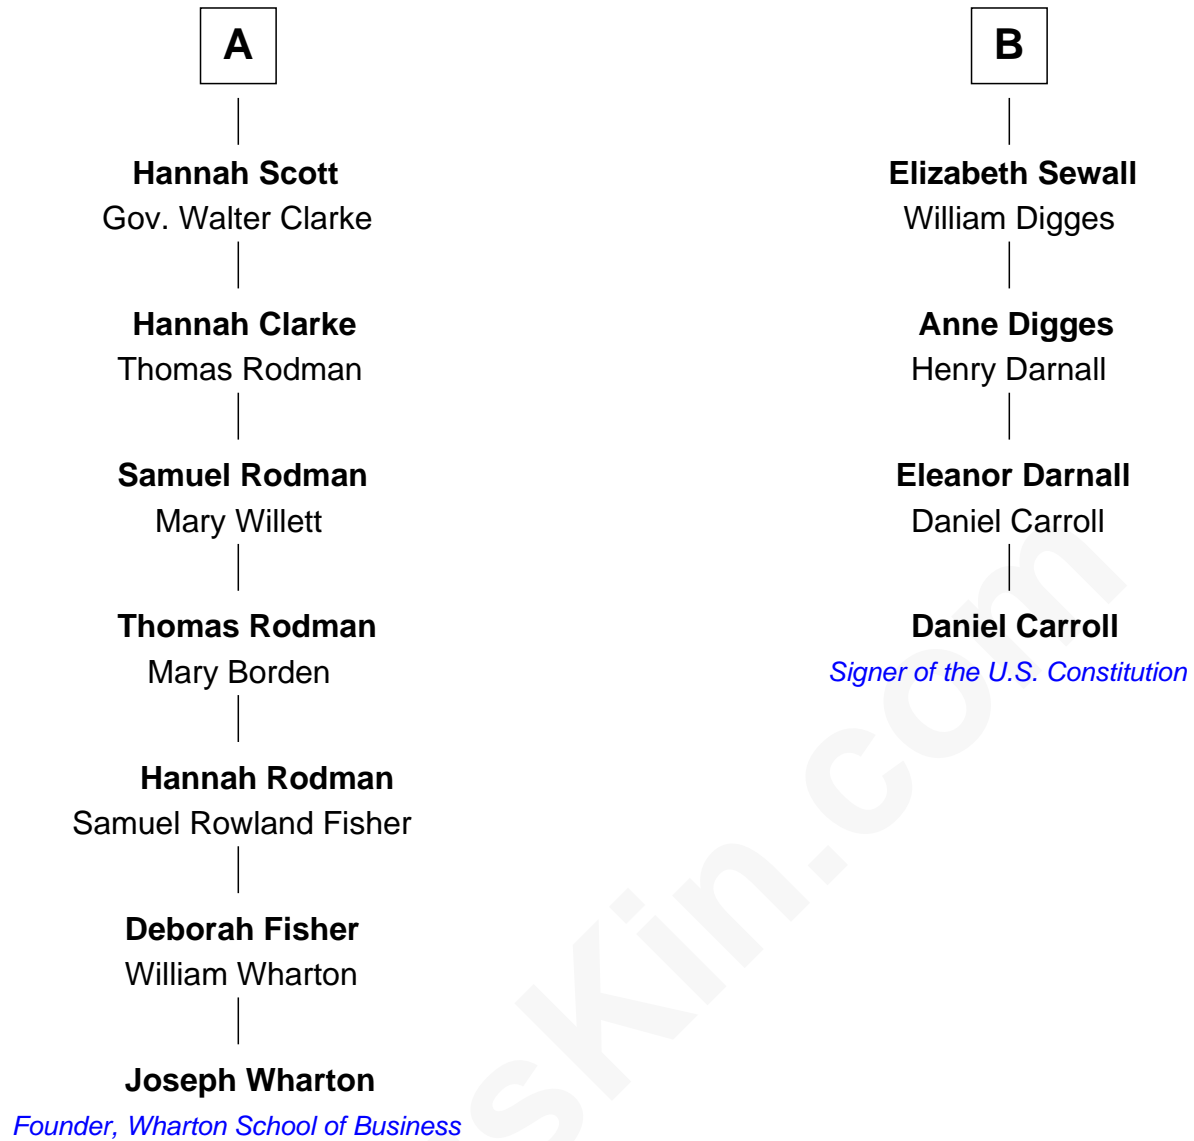 A
Hannah Scott
Gov. Walter Clarke
Hannah Clarke
Thomas Rodman
Samuel Rodman
Mary Willett
Thomas Rodman
Mary Borden
Hannah Rodman
Samuel Rowland Fisher
Deborah Fisher
William Wharton
Joseph Wharton
Founder, Wharton School of Business
B
Elizabeth Sewall
William Digges
Anne Digges
Henry Darnall
Eleanor Darnall
Daniel Carroll
Daniel Carroll
Signer of the U.S. Constitution
sKin.com